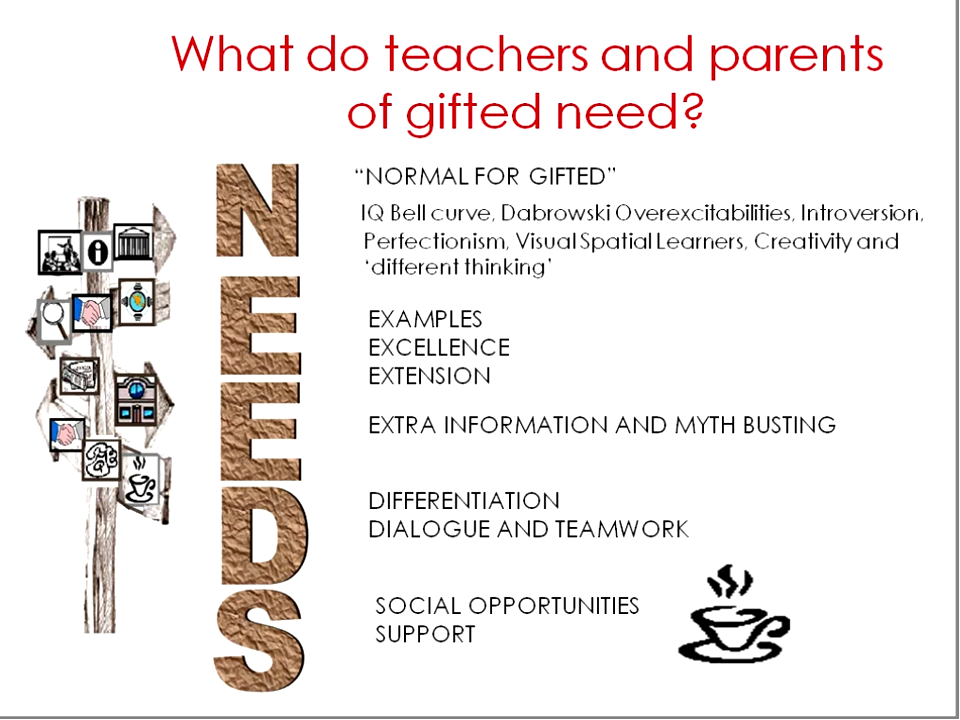 What do teachers and parents
of gifted need?
NEEDS
“NORMAL FOR GIFTED”
IQ Bell curve, Dabrowski Overexcitabilities, Introversion,
Perfectionism, Visual Spatial Learners, Creativity and
‘different thinking’
EXAMPLES
EXCELLENCE
EXTENSION
EXTRA INFORMATION AND MYTH BUSTING
DIFFERENTIATION
DIALOGUE AND TEAMWORK
SOCIAL OPPORTUNITIES
SUPPORT